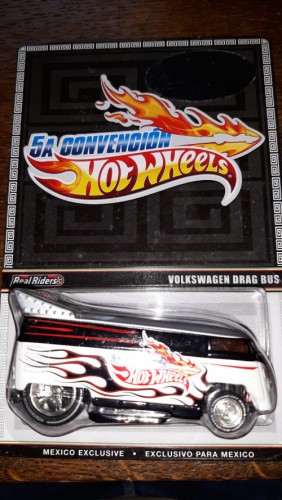 5A CONVENCIÓN
HOT WHEELS
Real Riders
VOLKSWAGEN DRAG BUS
HOT WHEELS
MEXICO EXCLUSIVE • EXCLUSIVO PARA MEXICO